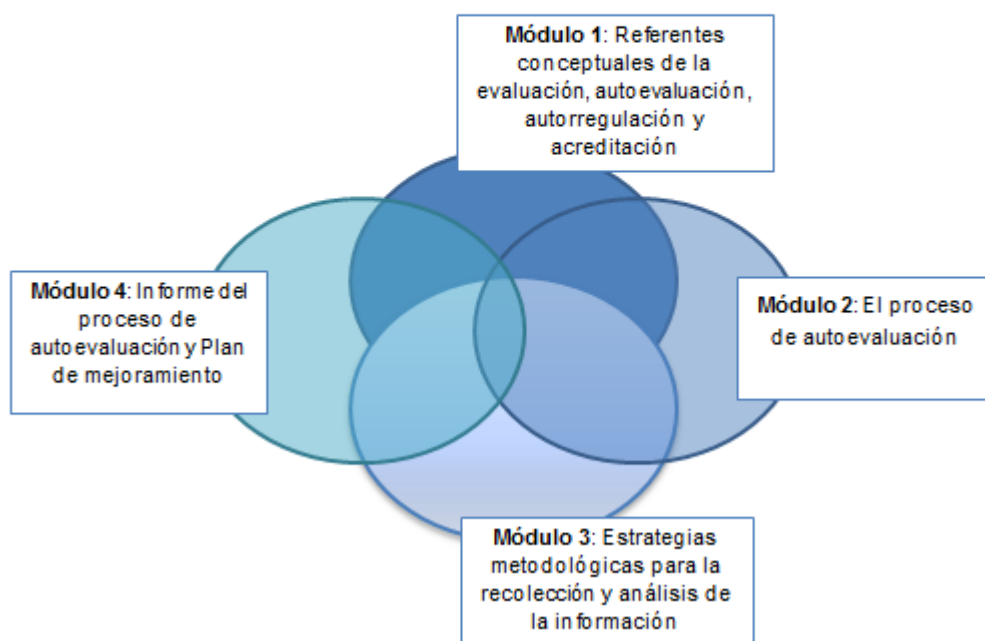 Módulo 1: Referentes
conceptuales de la
evaluación, autoevaluación,
autorregulación y
acreditación
Módulo 4: Informe del
proceso de
autoevaluación y Plan
de mejoramiento
Módulo 2: El proceso
de autoevaluación
Módulo 3: Estrategias
metodológicas para la
recolección y análisis de
la información